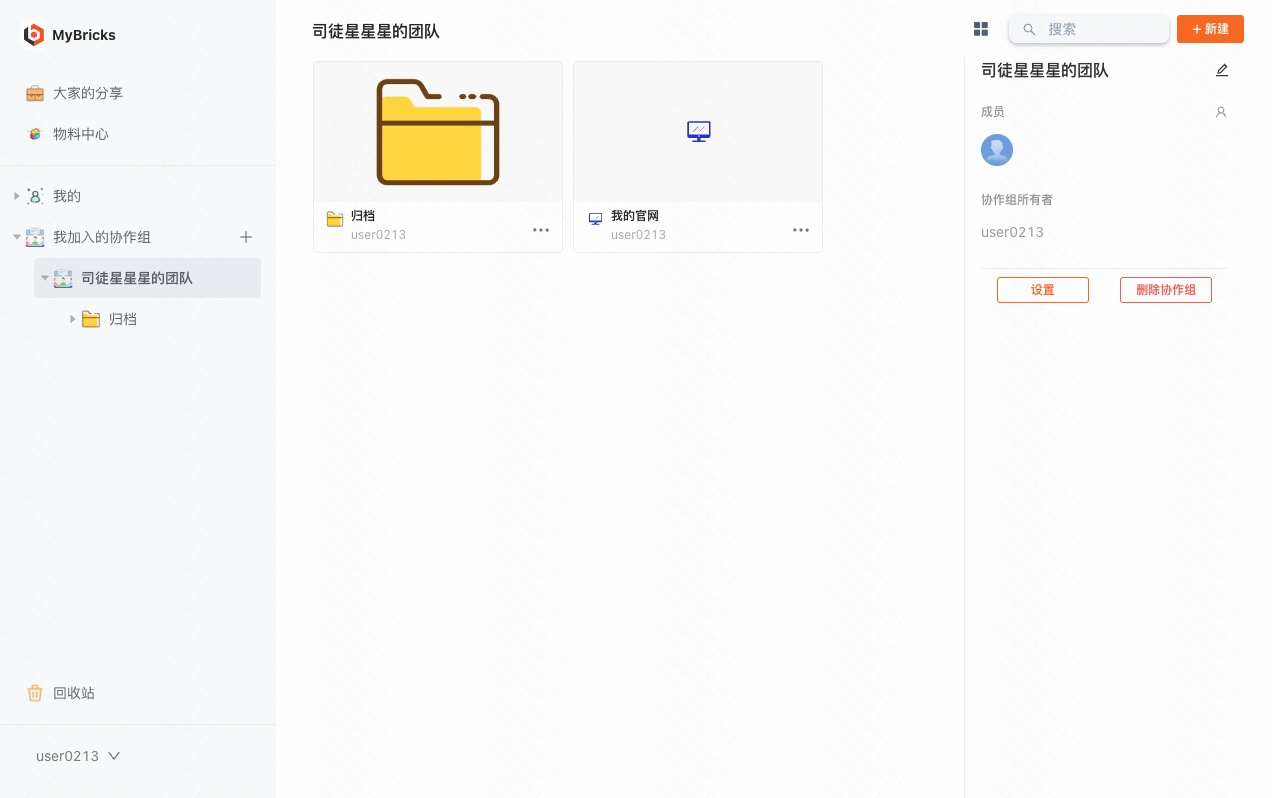 MyBricks
大家的分享
物料中心
我的
我加入的协作组
司徒星星星的团队
归档
回收站
user0213
司徒星星星的团队
搜索
+ 新建
归档
user0213
我的官网
user0213
司徒星星星的团队
成员
协作组所有者
user0213
设置
删除协作组